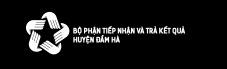 BỘ PHẬN TIẾP NHẬN VÀ TRẢ KẾT QUẢ
HUYỆN ĐẦM HÀ